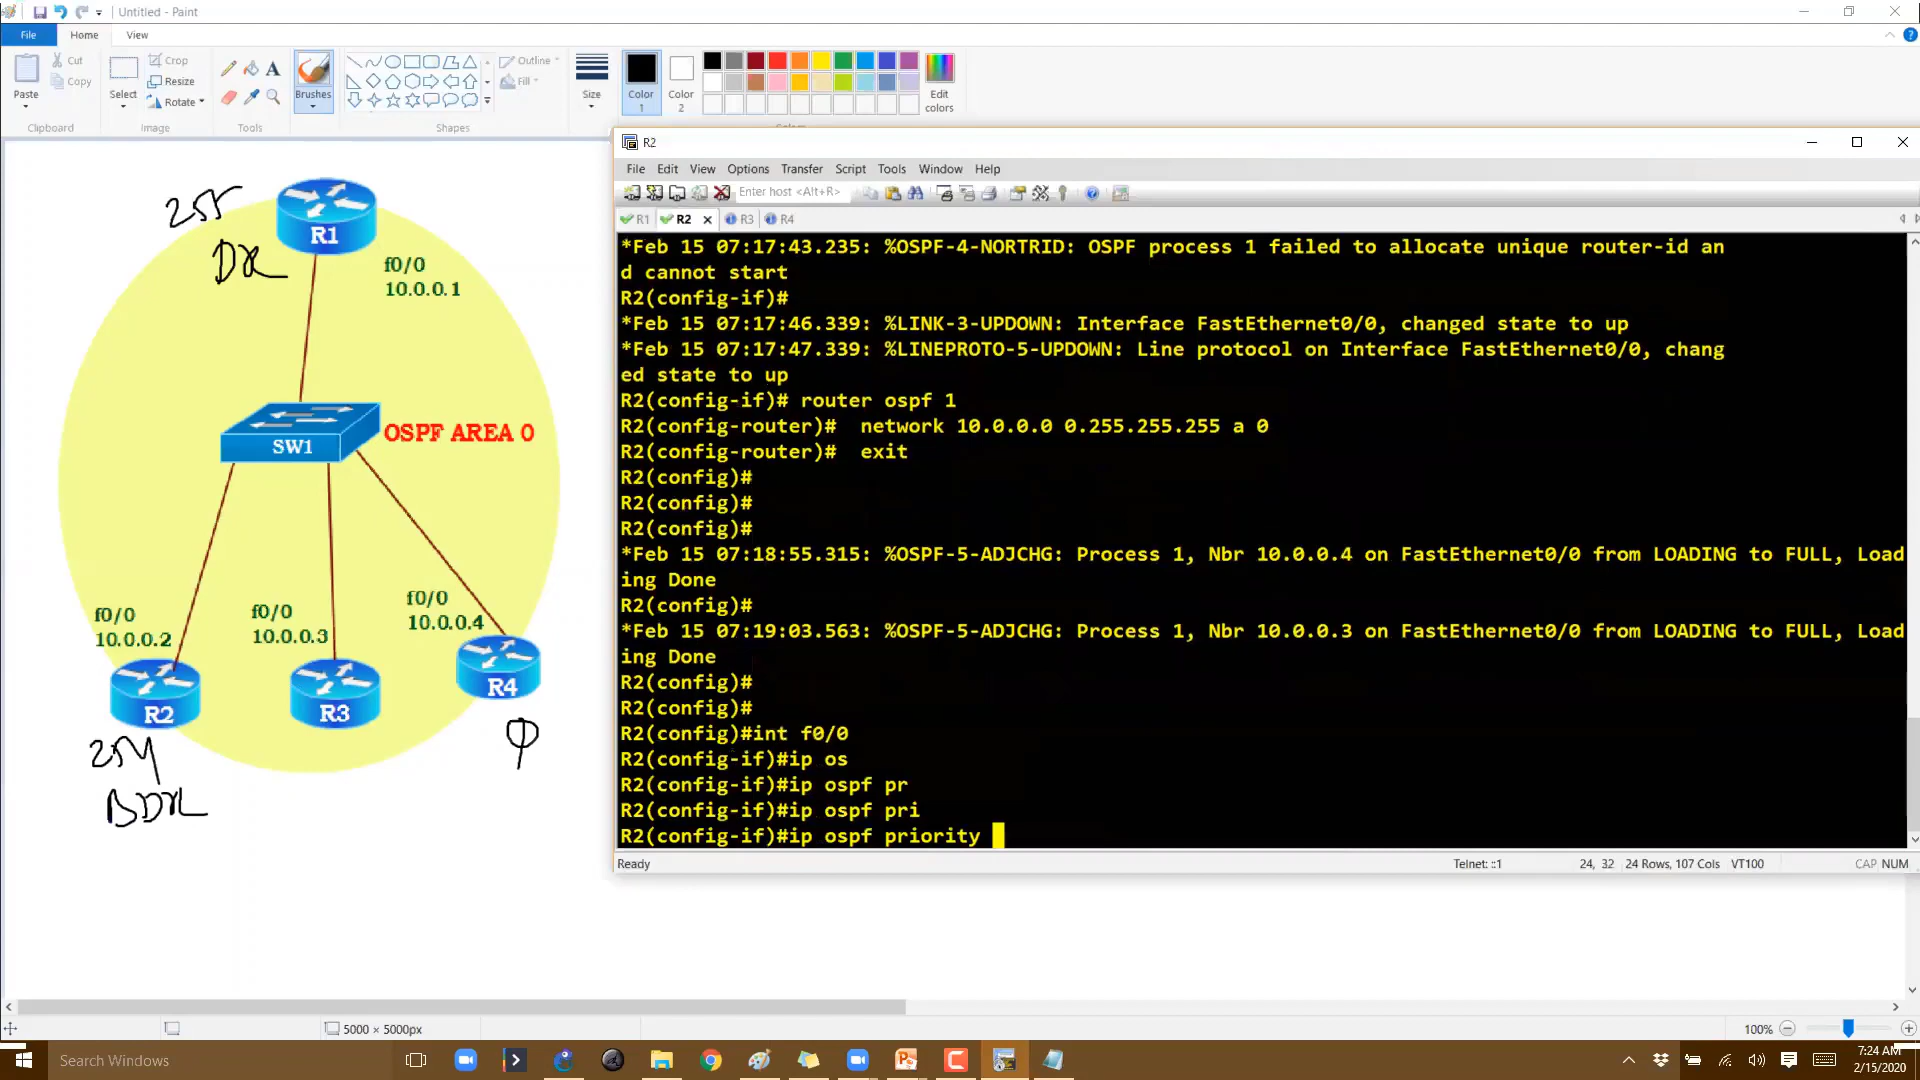 Untitled - Paint
File
Home
View
Paste
Cut
Copy
Clipboard
Select
Crop
Resize
Rotate
Image
Tools
Brushes
Shapes
Outline
Fill
Size
Color 1
Color 2
Edit colors
255
DR
R1
f0/0
10.0.0.1
SW1
OSPF AREA 0
f0/0
10.0.0.2
f0/0
10.0.0.3
f0/0
10.0.0.4
R2
R3
R4
254
BDR
R2
File Edit View Options Transfer Script Tools Window Help
Enter host <Alt+R>
R1 R2 R3 R4
*Feb 15 07:17:43.235: %OSPF-4-NORTRID: OSPF process 1 failed to allocate unique router-id an
d cannot start
R2(config-if)#
*Feb 15 07:17:46.339: %LINK-3-UPDOWN: Interface FastEthernet0/0, changed state to up
*Feb 15 07:17:47.339: %LINEPROTO-5-UPDOWN: Line protocol on Interface FastEthernet0/0, chang
ed state to up
R2(config-if)# router ospf 1
R2(config-router)#  network 10.0.0.0 0.255.255.255 a 0
R2(config-router)#  exit
R2(config)#
R2(config)#
R2(config)#
*Feb 15 07:18:55.315: %OSPF-5-ADJCHG: Process 1, Nbr 10.0.0.4 on FastEthernet0/0 from LOADING to FULL, Load
ing Done
R2(config)#
*Feb 15 07:19:03.563: %OSPF-5-ADJCHG: Process 1, Nbr 10.0.0.3 on FastEthernet0/0 from LOADING to FULL, Load
ing Done
R2(config)#
R2(config)#
R2(config)#int f0/0
R2(config-if)#ip os
R2(config-if)#ip ospf pr
R2(config-if)#ip ospf pri
R2(config-if)#ip ospf priority
Ready
Telnet: ::1
24, 32
24 Rows, 107 Cols
VT100
CAP NUM
5000 × 5000px
100%
Search Windows
7:24 AM
2/15/2020